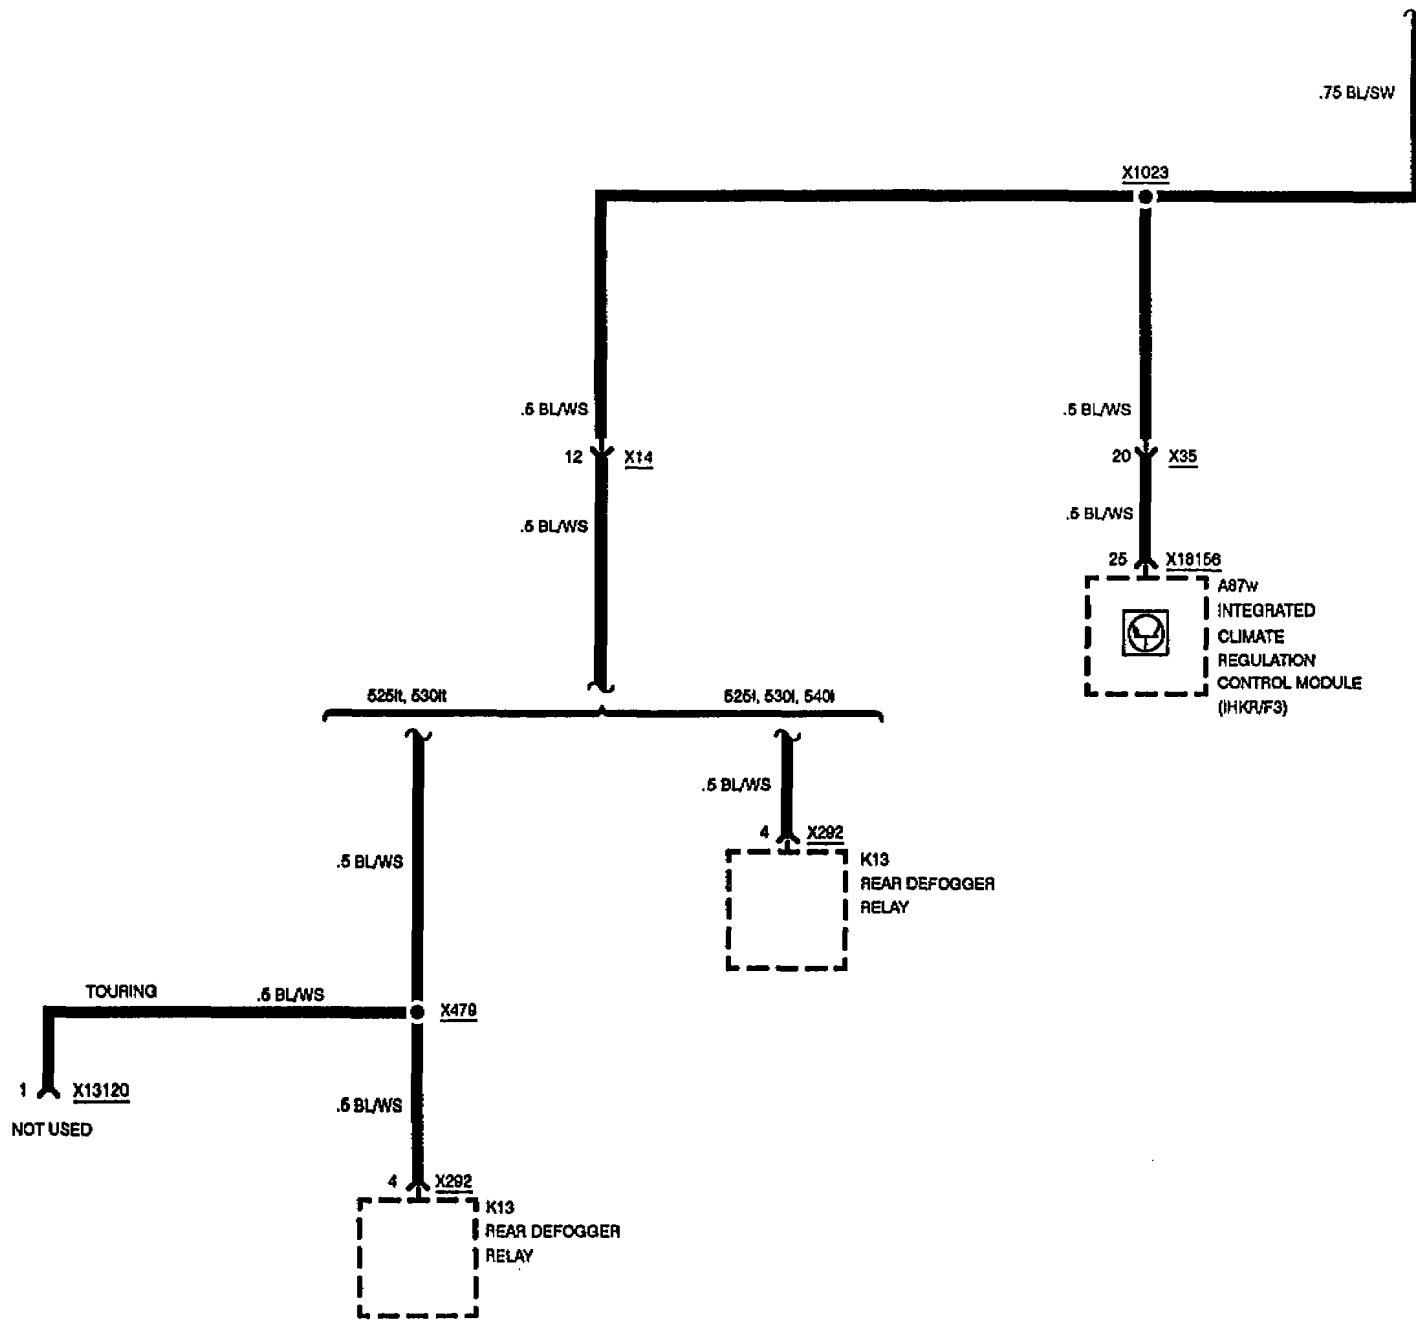 .75 BL/SW
X1023
.5 BL/WS
.5 BL/WS
12 X14
20 X35
.5 BL/WS
.5 BL/WS
25 X18156
A87w
INTEGRATED
CLIMATE
REGULATION
CONTROL MODULE
(IHKR/F3)
525it, 530it
525i, 530i, 540i
.5 BL/WS
4 X292
K13
REAR DEFOGGER
RELAY
.5 BL/WS
TOURING .5 BL/WS
X479
1 X13120
NOT USED
.5 BL/WS
4 X292
K13
REAR DEFOGGER
RELAY